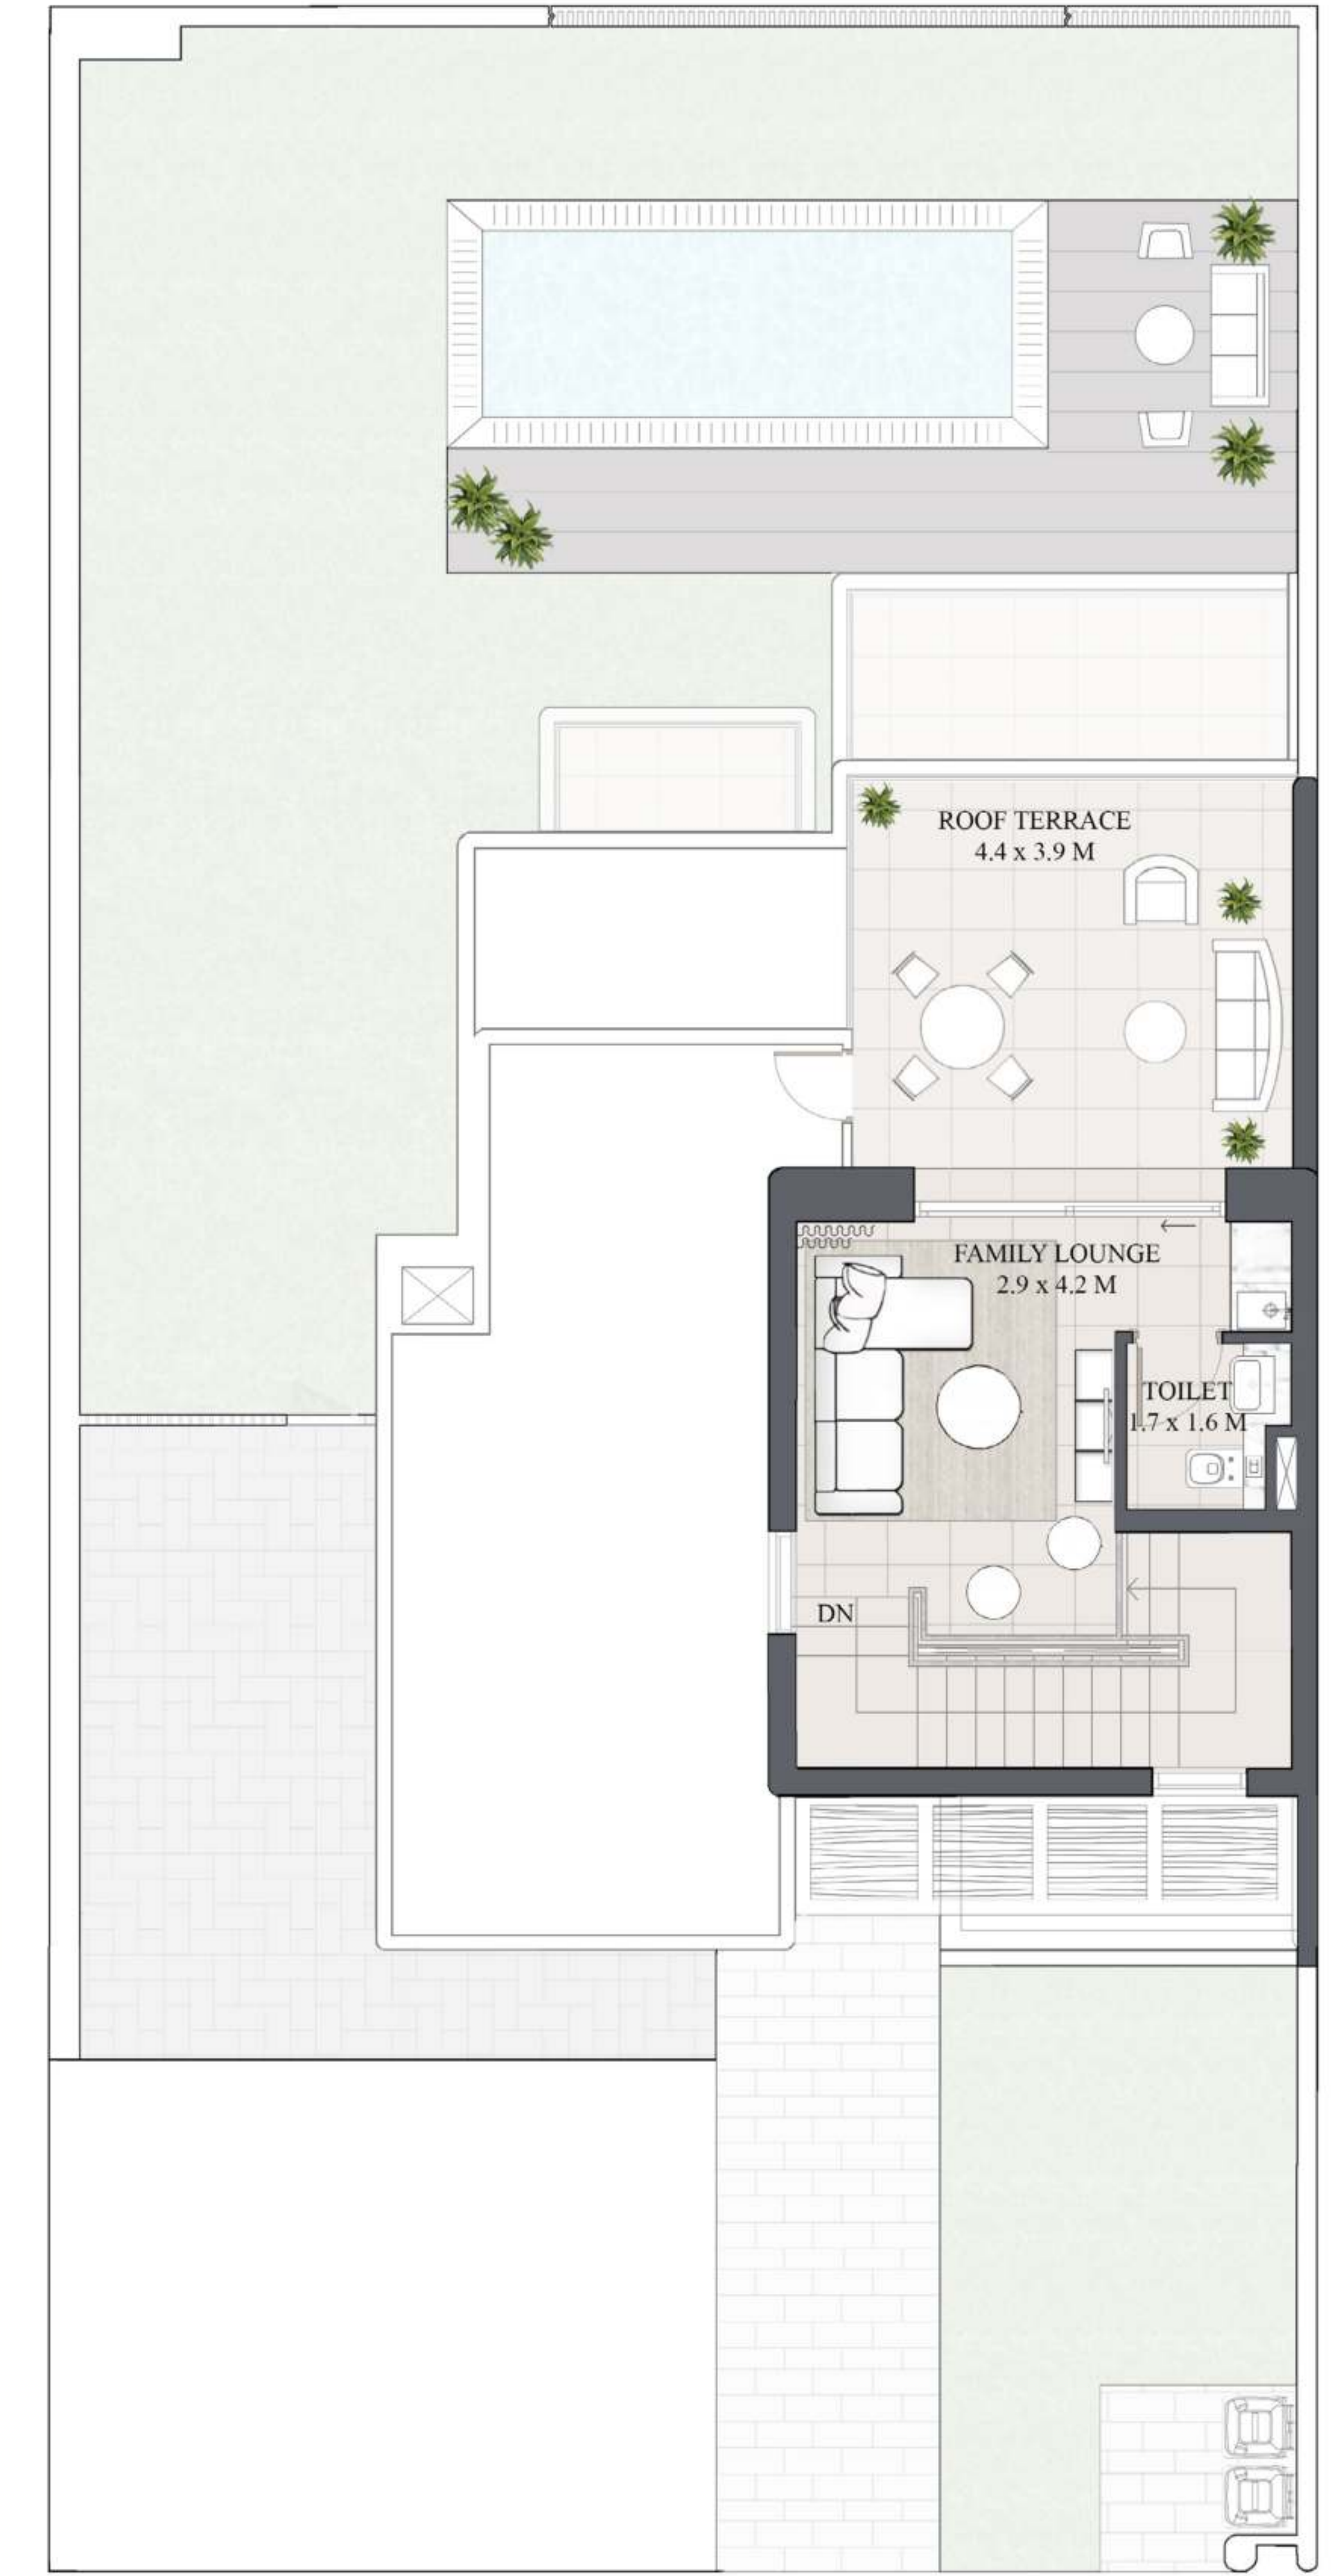 ROOF TERRACE
4.4 x 3.9 M
FAMILY LOUNGE
2.9 x 4.2 M
TOILET
1.7 x 1.6 M
DN